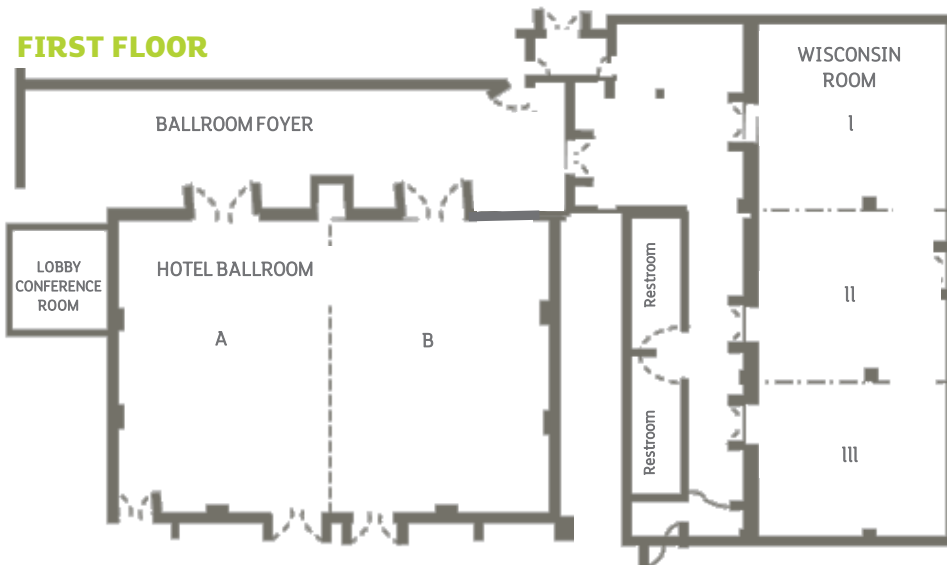 FIRST FLOOR
WISCONSIN
ROOM
BALLROOM FOYER
I
LOBBY
CONFERENCE
ROOM
HOTEL BALLROOM
Restroom
II
A
B
Restroom
III